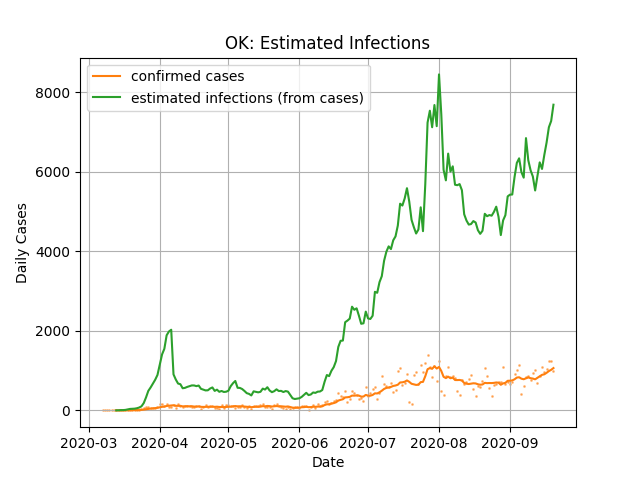 OK: Estimated Infections
confirmed cases
estimated infections (from cases)
Daily Cases
8000
6000
4000
2000
0
2020-03 2020-04 2020-05 2020-06 2020-07 2020-08 2020-09
Date